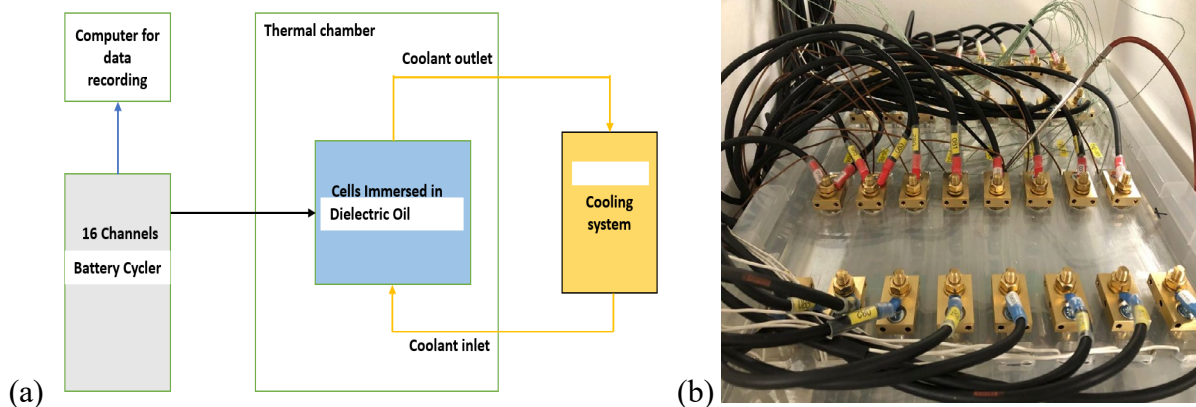 Computer for
data
recording
Thermal chamber
Coolant outlet
Cells Immersed in
Dielectric Oil
Cooling
system
16 Channels
Battery Cycler
Coolant inlet
(a)
(b)